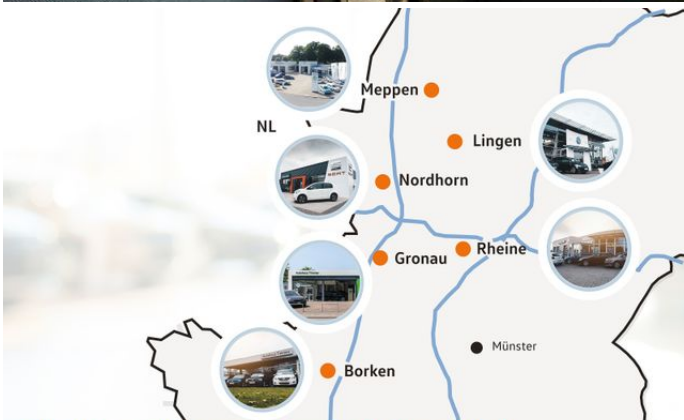 Meppen
NL
Lingen
Nordhorn
Gronau
Rheine
Münster
Borken